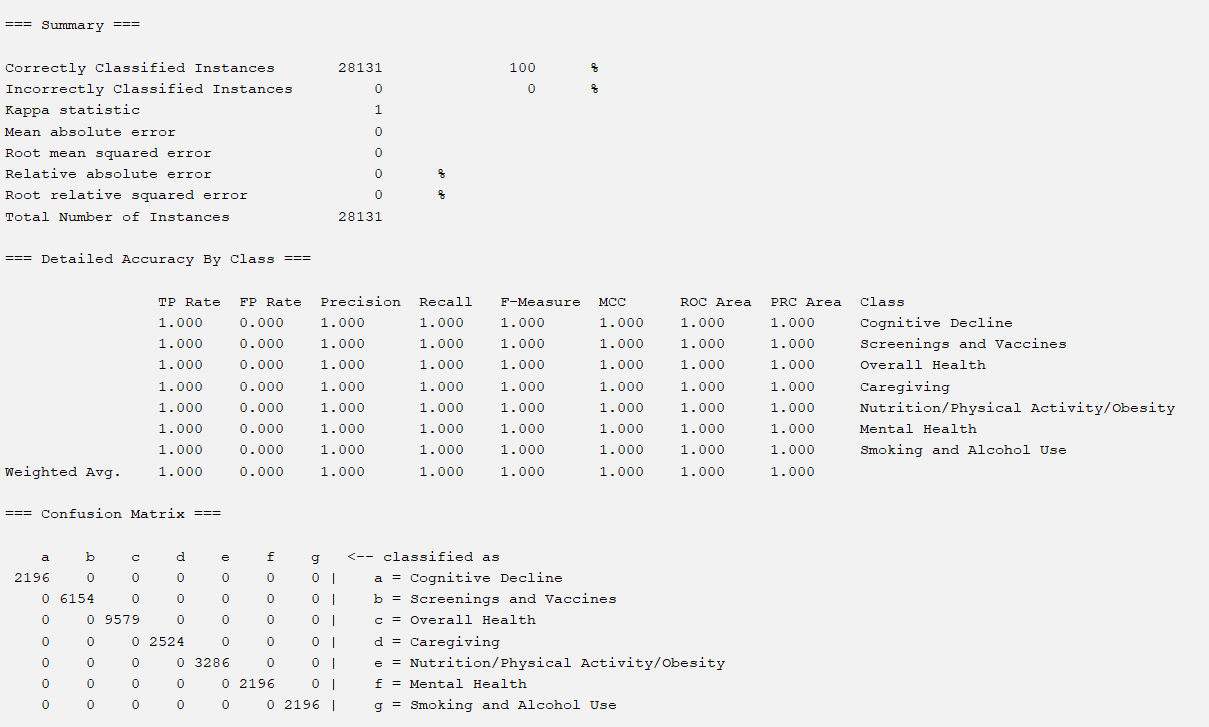 === Summary ===
Correctly Classified Instances 28131 100 %
Incorrectly Classified Instances 0 0 %
Kappa statistic 1
Mean absolute error 0
Root mean squared error 0
Relative absolute error 0 %
Root relative squared error 0 %
Total Number of Instances 28131
=== Detailed Accuracy By Class ===
TP Rate FP Rate Precision Recall F-Measure MCC ROC Area PRC Area Class
1.000 0.000 1.000 1.000 1.000 1.000 1.000 1.000 Cognitive Decline
1.000 0.000 1.000 1.000 1.000 1.000 1.000 1.000 Screenings and Vaccines
1.000 0.000 1.000 1.000 1.000 1.000 1.000 1.000 Overall Health
1.000 0.000 1.000 1.000 1.000 1.000 1.000 1.000 Caregiving
1.000 0.000 1.000 1.000 1.000 1.000 1.000 1.000 Nutrition/Physical Activity/Obesity
1.000 0.000 1.000 1.000 1.000 1.000 1.000 1.000 Mental Health
1.000 0.000 1.000 1.000 1.000 1.000 1.000 1.000 Smoking and Alcohol Use
Weighted Avg. 1.000 0.000 1.000 1.000 1.000 1.000 1.000 1.000
=== Confusion Matrix ===
a b c d e f g <-- classified as
2196 0 0 0 0 0 0 | a = Cognitive Decline
0 6154 0 0 0 0 0 | b = Screenings and Vaccines
0 0 9579 0 0 0 0 | c = Overall Health
0 0 0 2524 0 0 0 | d = Caregiving
0 0 0 0 3286 0 0 | e = Nutrition/Physical Activity/Obesity
0 0 0 0 0 2196 0 | f = Mental Health
0 0 0 0 0 0 2196 | g = Smoking and Alcohol Use